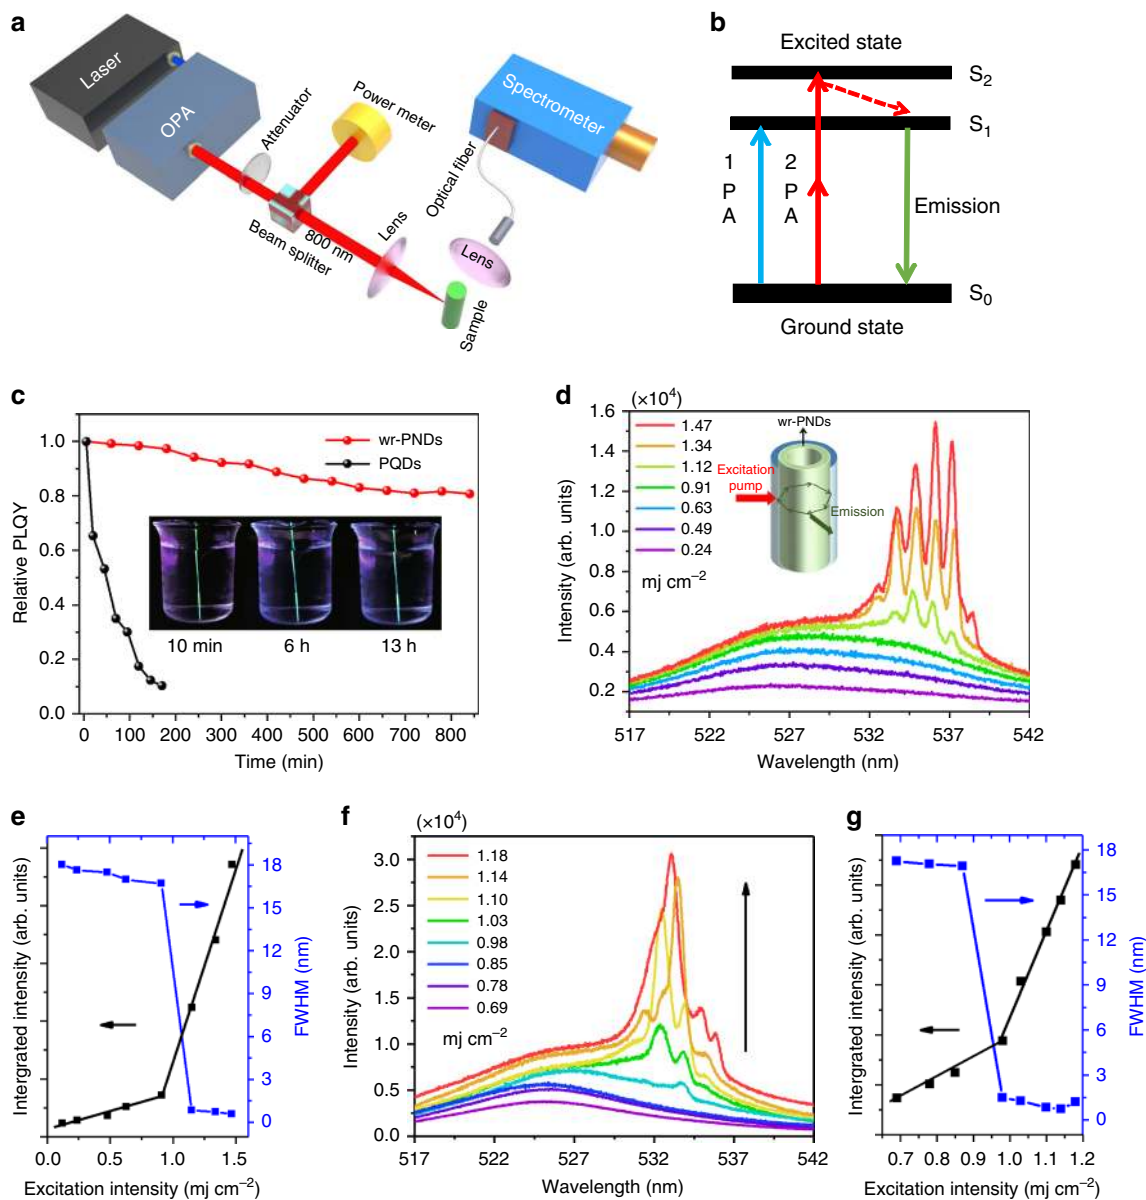 a
Laser
OPA
Attenuator
Power meter
Beam splitter
800 nm
Lens
Optical fiber
Spectrometer
Lens
Sample
b
Excited state
S2
S1
1 PA
2 PA
Emission
S0
Ground state
c
Relative PLQY
1.0
0.8
0.6
0.4
0.2
0.0
wr-PNDs
PQDs
10 min
6 h
13 h
0 100 200 300 400 500 600 700 800
Time (min)
d
(×10⁴)
Intensity (arb. units)
1.6
1.4
1.2
1.0
0.8
0.6
0.4
0.2
1.47
1.34
1.12
0.91
0.63
0.49
0.24
mj cm⁻²
wr-PNDs
Excitation pump
Emission
517 522 527 532 537 542
Wavelength (nm)
e
Intergrated intensity (arb. units)
18
15
12
9
6
3
0
FWHM (nm)
0.0 0.5 1.0 1.5
Excitation intensity (mj cm⁻²)
f
(×10⁴)
Intensity (arb. units)
3.0
2.5
2.0
1.5
1.0
0.5
0.0
1.18
1.14
1.10
1.03
0.98
0.85
0.78
0.69
mj cm⁻²
517 522 527 532 537 542
Wavelength (nm)
g
Intergrated intensity (arb. units)
18
15
12
9
6
3
0
FWHM (nm)
0.7 0.8 0.9 1.0 1.1 1.2
Excitation intensity (mj cm⁻²)